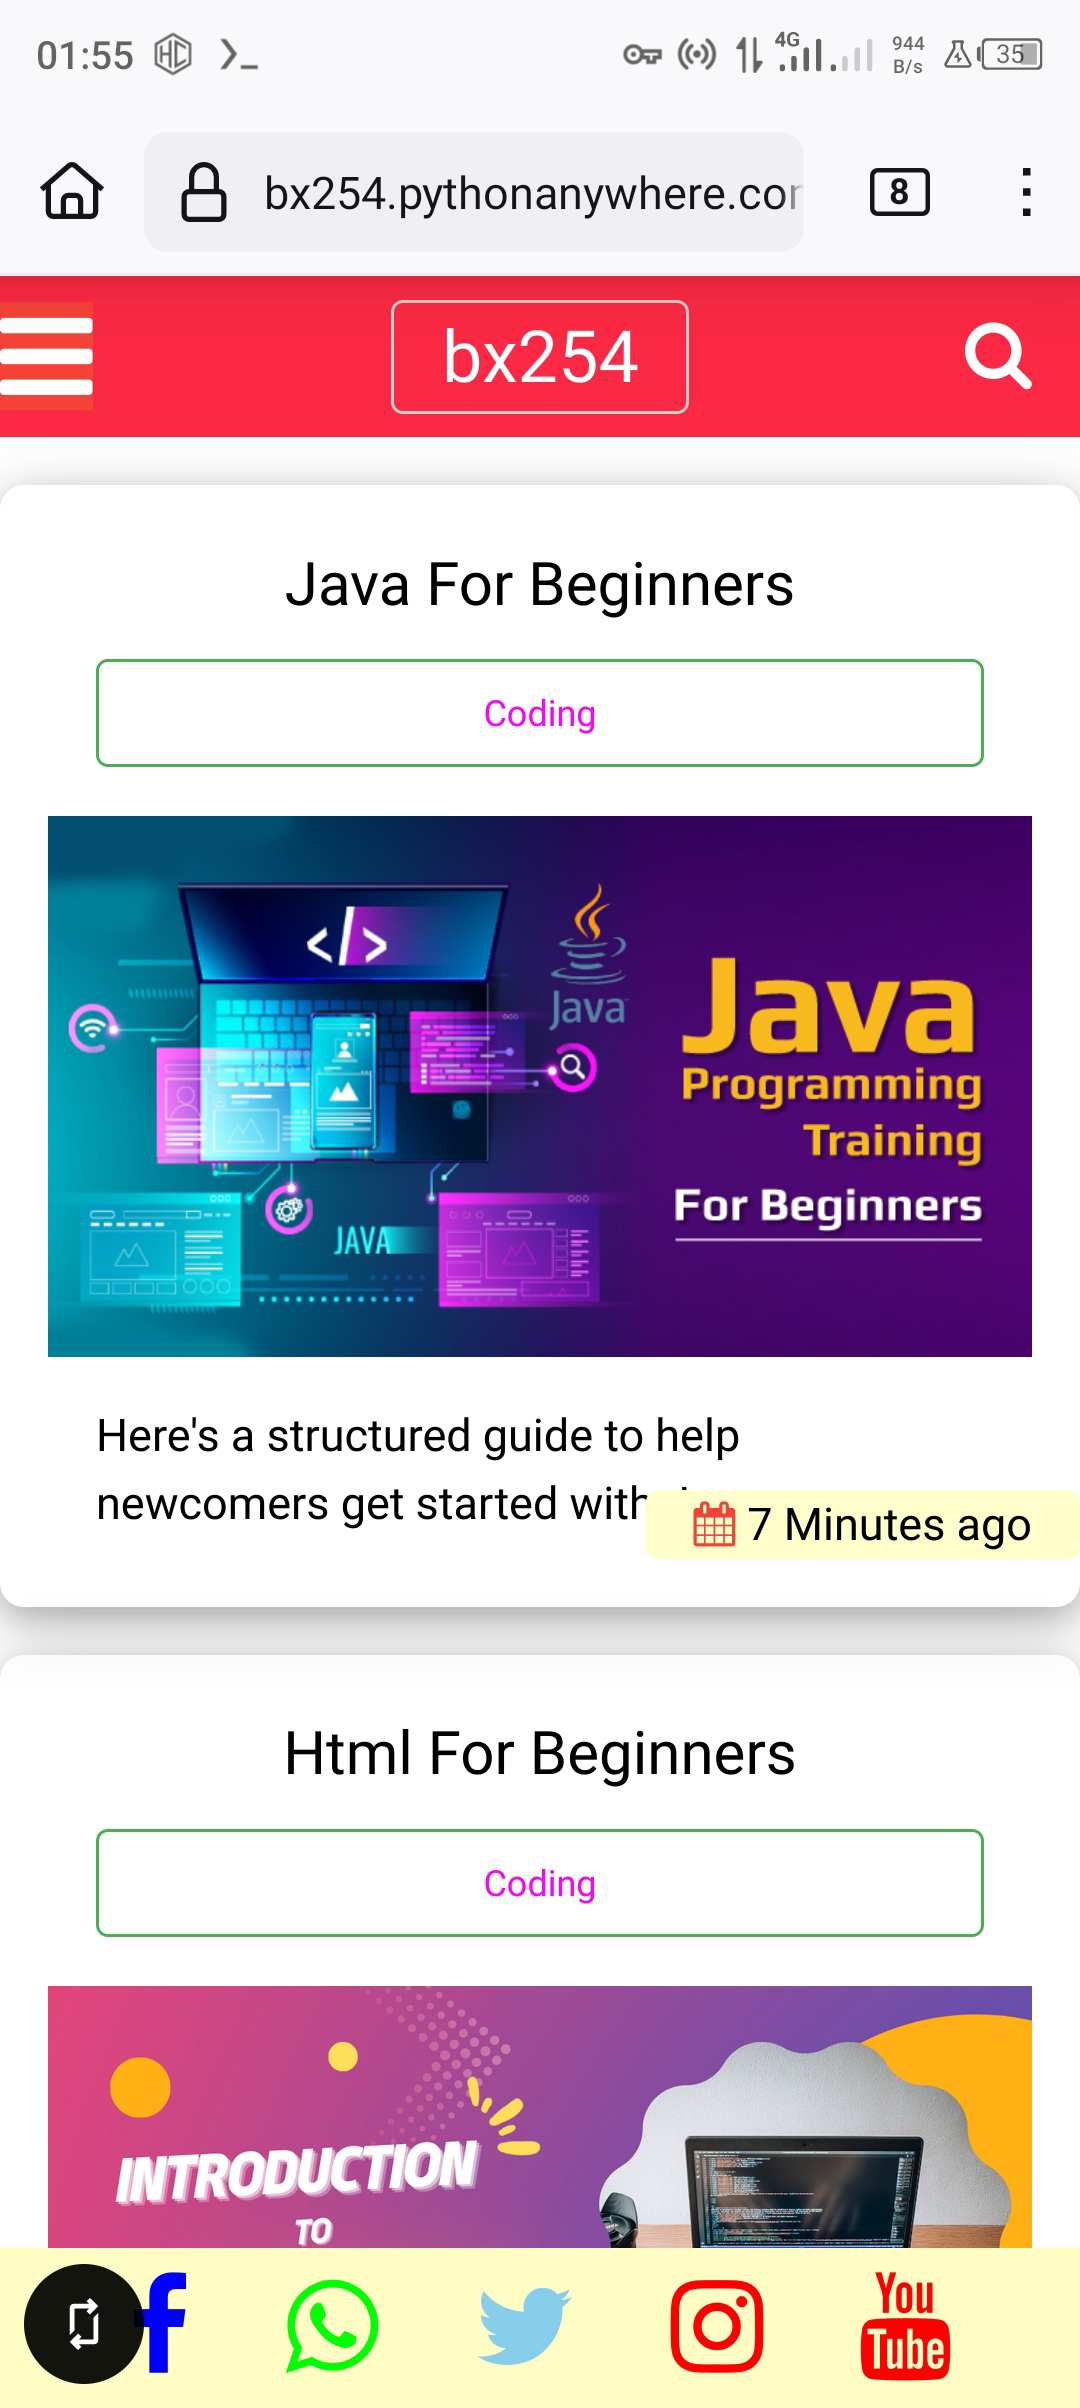 01:55
4G
944
B/s
35
bx254.pythonanywhere.com
8
bx254
Java For Beginners
Coding
</>
Java
Java
Programming
Training
For Beginners
JAVA
Here's a structured guide to help
newcomers get started with
7 Minutes ago
Html For Beginners
Coding
INTRODUCTION
TO
You
Tube